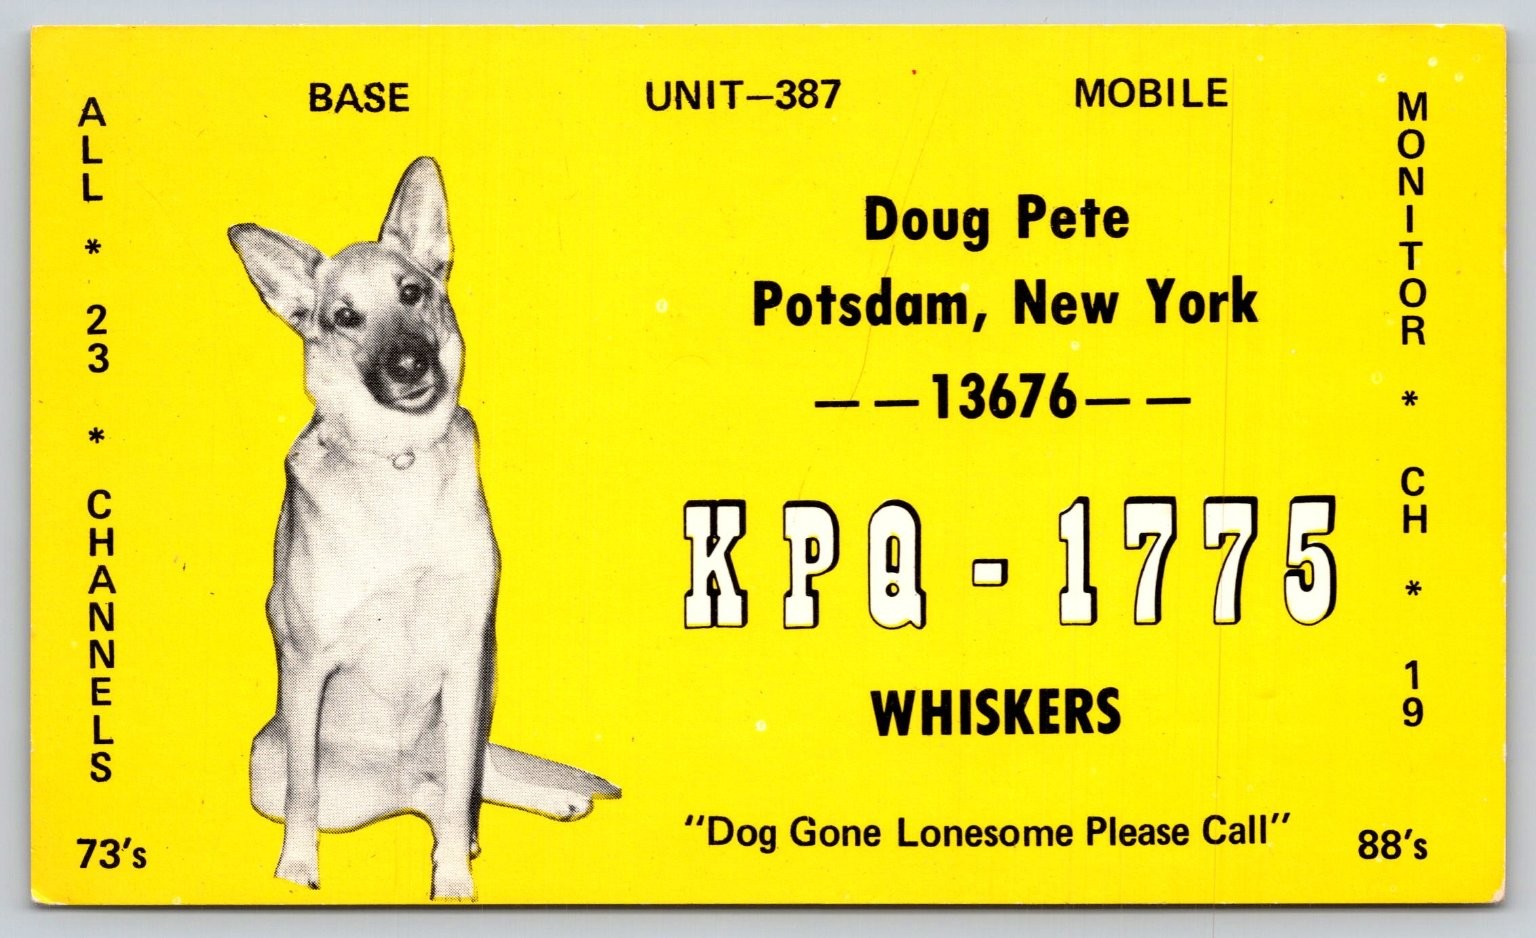 BASE UNIT—387 MOBILE
ALL * 23 * CHANNELS
Doug Pete
Potsdam, New York
— —13676— —
KPQ - 1775
WHISKERS
"Dog Gone Lonesome Please Call"
MONITOR * CH * 19
73's
88's